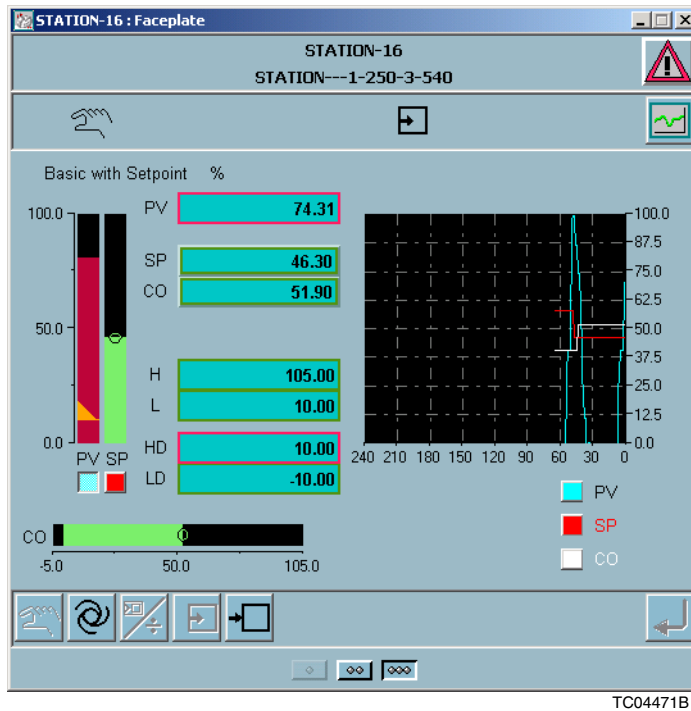 STATION-16 : Faceplate
STATION-16
STATION---1-250-3-540
Basic with Setpoint %
100.0
50.0
0.0
PV SP
PV 74.31
SP 46.30
CO 51.90
H 105.00
L 10.00
HD 10.00
LD -10.00
100.0
87.5
75.0
62.5
50.0
37.5
25.0
12.5
0.0
240 210 180 150 120 90 60 30 0
PV
SP
CO
CO
-5.0 50.0 105.0
TC04471B